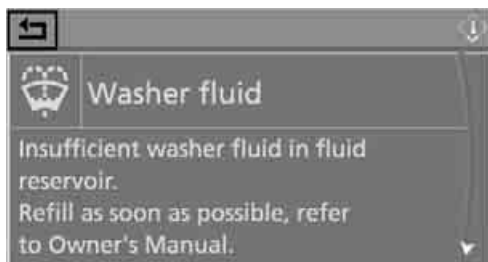 Washer fluid
Insufficient washer fluid in fluid
reservoir.
Refill as soon as possible, refer
to Owner's Manual.